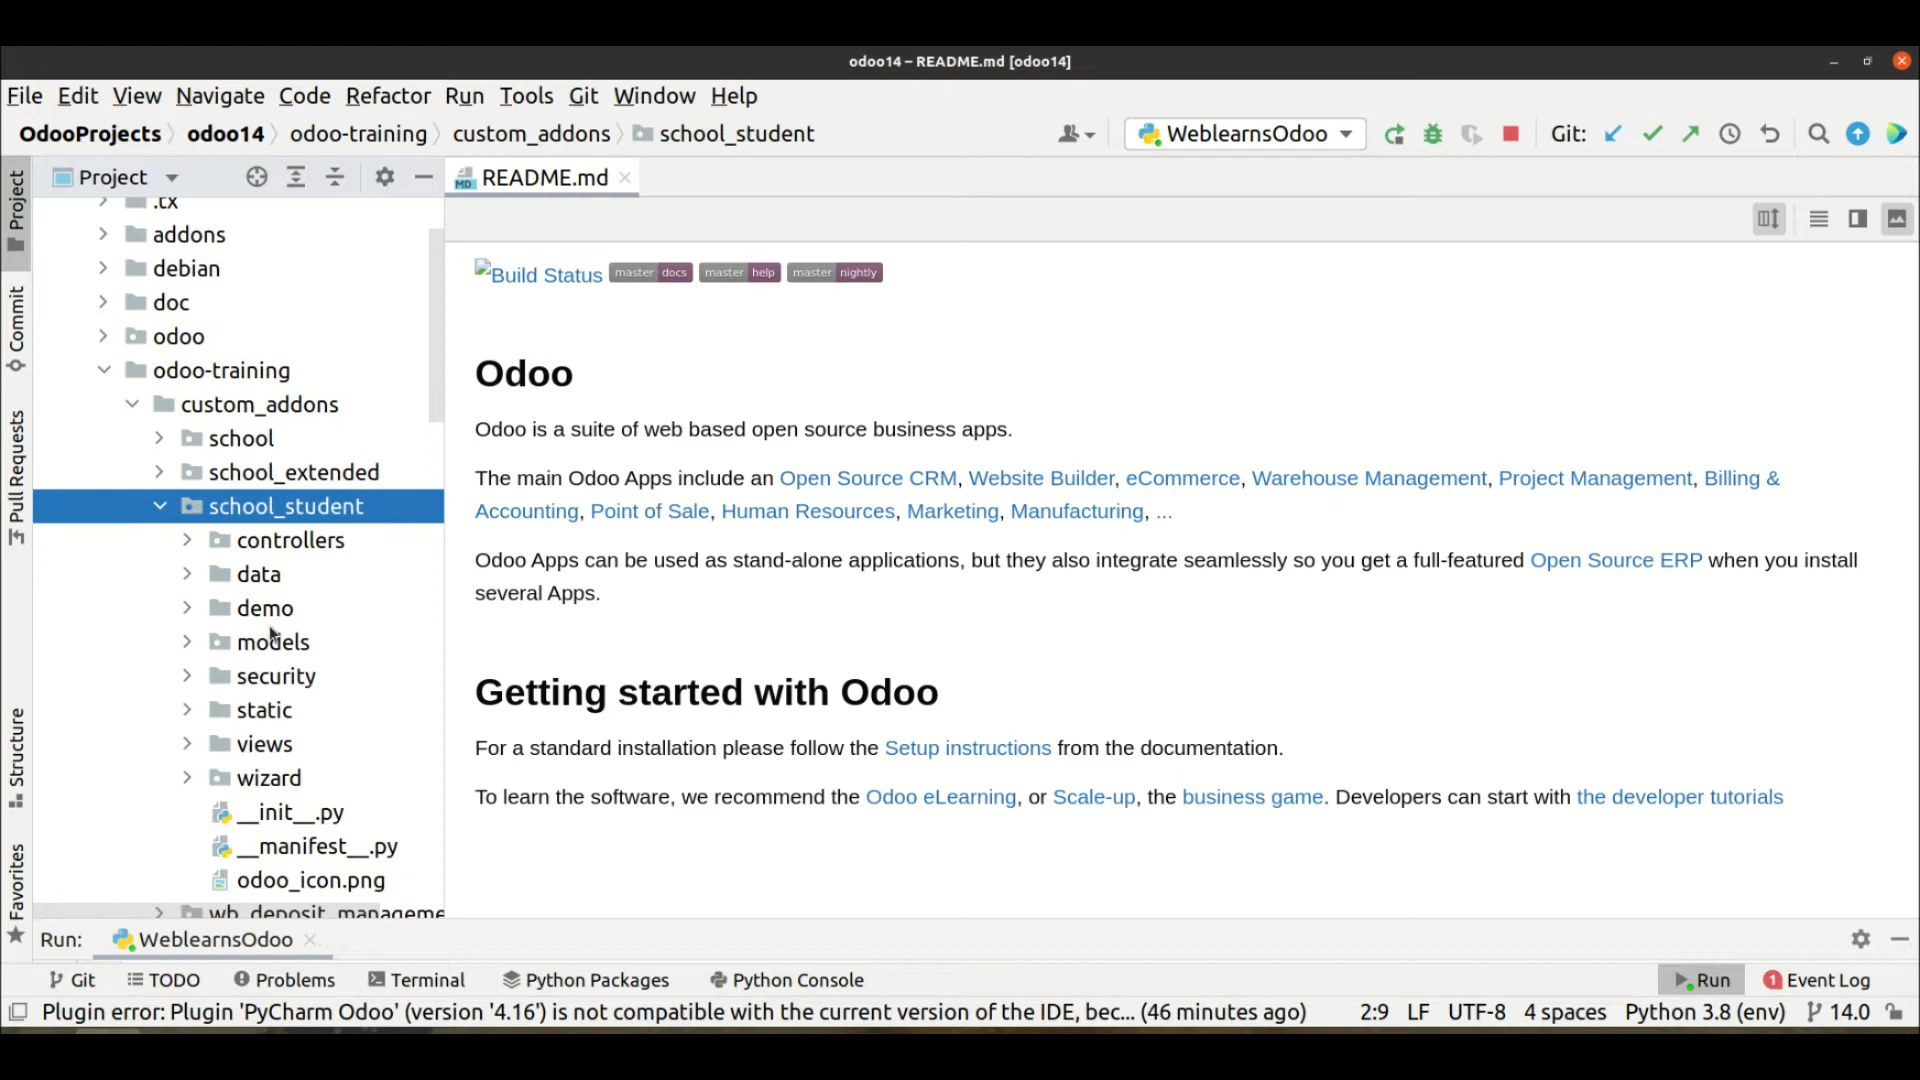 odoo14 – README.md [odoo14]
File Edit View Navigate Code Refactor Run Tools Git Window Help
OdooProjects odoo14 odoo-training custom_addons school_student WeblearnsOdoo Git:
Project README.md
Project
Commit
Pull Requests
Structure
Favorites
.tx
addons
debian
doc
odoo
odoo-training
custom_addons
school
school_extended
school_student
controllers
data
demo
models
security
static
views
wizard
__init__.py
__manifest__.py
odoo_icon.png
wb_deposit_manageme
MD
Build Status master docs master help master nightly
Odoo
Odoo is a suite of web based open source business apps.
The main Odoo Apps include an Open Source CRM, Website Builder, eCommerce, Warehouse Management, Project Management, Billing &
Accounting, Point of Sale, Human Resources, Marketing, Manufacturing, ...
Odoo Apps can be used as stand-alone applications, but they also integrate seamlessly so you get a full-featured Open Source ERP when you install
several Apps.
Getting started with Odoo
For a standard installation please follow the Setup instructions from the documentation.
To learn the software, we recommend the Odoo eLearning, or Scale-up, the business game. Developers can start with the developer tutorials
Run: WeblearnsOdoo
Git TODO Problems Terminal Python Packages Python Console Run 1 Event Log
Plugin error: Plugin 'PyCharm Odoo' (version '4.16') is not compatible with the current version of the IDE, bec... (46 minutes ago) 2:9 LF UTF-8 4 spaces Python 3.8 (env) 14.0